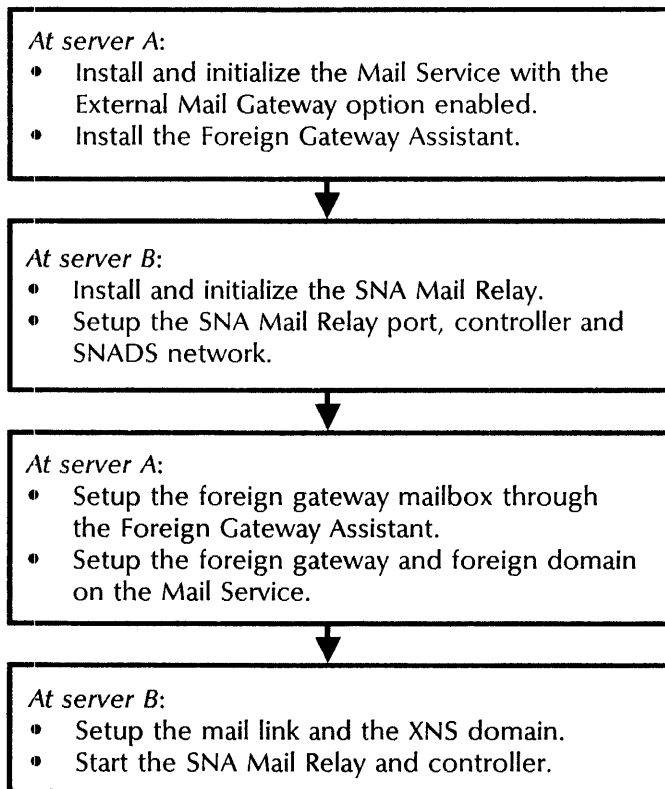 At server A:
• Install and initialize the Mail Service with the
External Mail Gateway option enabled.
• Install the Foreign Gateway Assistant.
At server B:
• Install and initialize the SNA Mail Relay.
• Setup the SNA Mail Relay port, controller and
SNADS network.
At server A:
• Setup the foreign gateway mailbox through
the Foreign Gateway Assistant.
• Setup the foreign gateway and foreign domain
on the Mail Service.
At server B:
• Setup the mail link and the XNS domain.
• Start the SNA Mail Relay and controller.